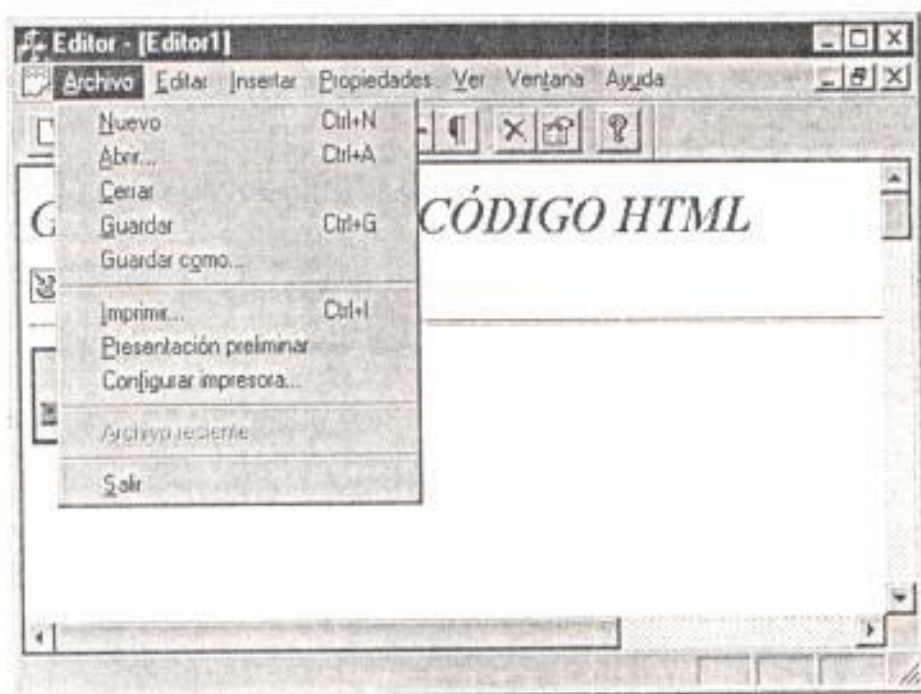 Editor - [Editor1]
Archivo Editar Insertar Propiedades Ver Ventana Ayuda
Nuevo Ctrl+N
Abrir... Ctrl+A
Cerrar
Guardar Ctrl+G
Guardar como...
G CÓDIGO HTML
Imprimir... Ctrl+I
Presentación preliminar
Configurar impresora...
Archivo reciente
Salir